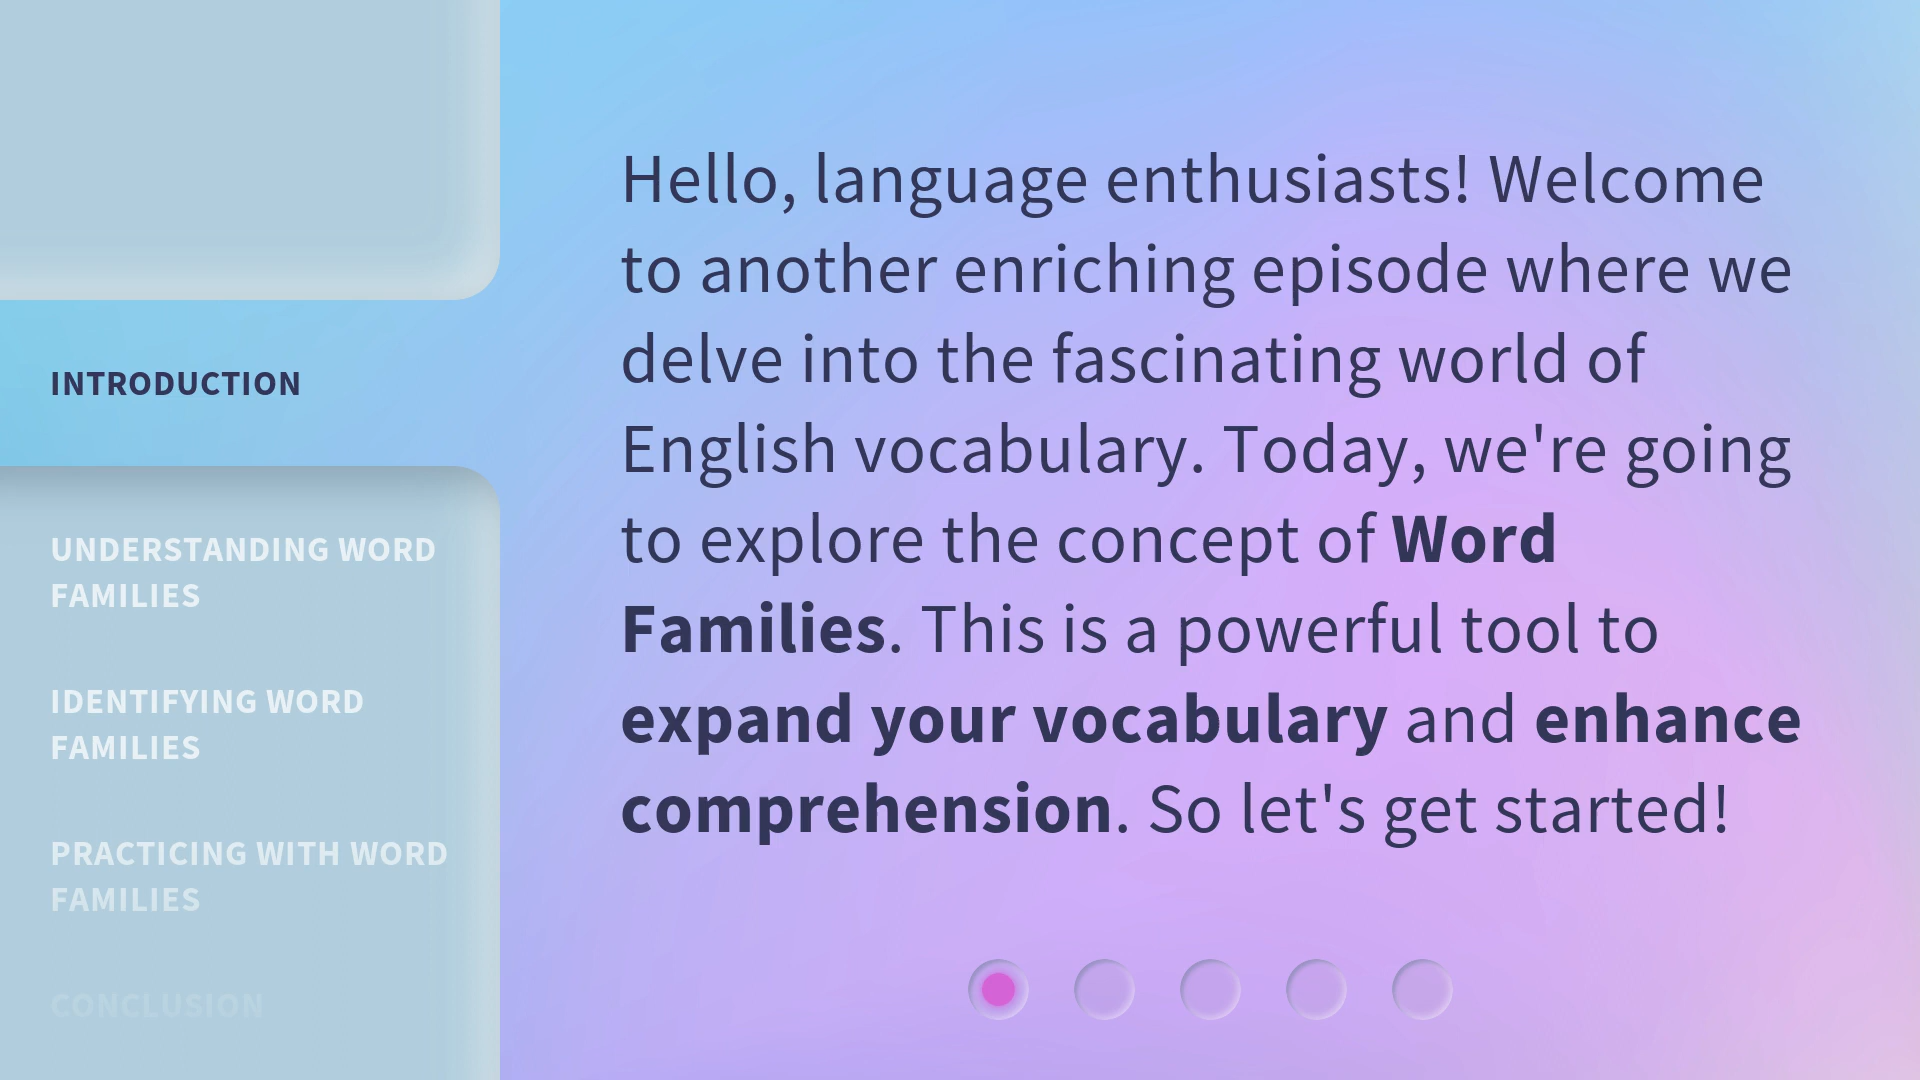 INTRODUCTION
UNDERSTANDING WORD
FAMILIES
IDENTIFYING WORD
FAMILIES
PRACTICING WITH WORD
FAMILIES
CONCLUSION
Hello, language enthusiasts! Welcome
to another enriching episode where we
delve into the fascinating world of
English vocabulary. Today, we're going
to explore the concept of Word
Families. This is a powerful tool to
expand your vocabulary and enhance
comprehension. So let's get started!